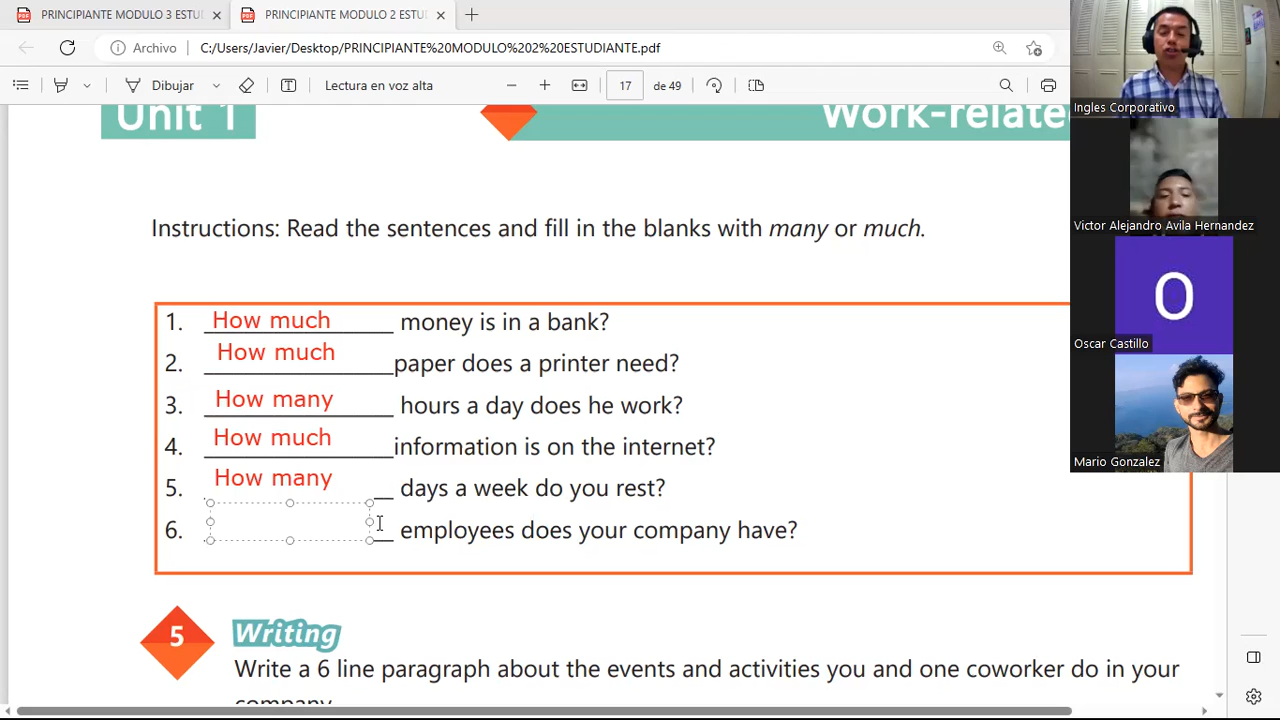 PRINCIPIANTE MODULO 3 ESTU
PRINCIPIANTE MODULO 2 ESTU
Archivo
C:/Users/Javier/Desktop/PRINCIPIANTE%20MODULO%202%20ESTUDIANTE.pdf
Dibujar
Lectura en voz alta
17
de 49
Unit 1
Work-relate
Instructions: Read the sentences and fill in the blanks with many or much.
1. How much money is in a bank?
2. How much paper does a printer need?
3. How many hours a day does he work?
4. How much information is on the internet?
5. How many days a week do you rest?
6. employees does your company have?
5 Writing
Write a 6 line paragraph about the events and activities you and one coworker do in your
company.
Ingles Corporativo
Victor Alejandro Avila Hernandez
O
Oscar Castillo
Mario Gonzalez